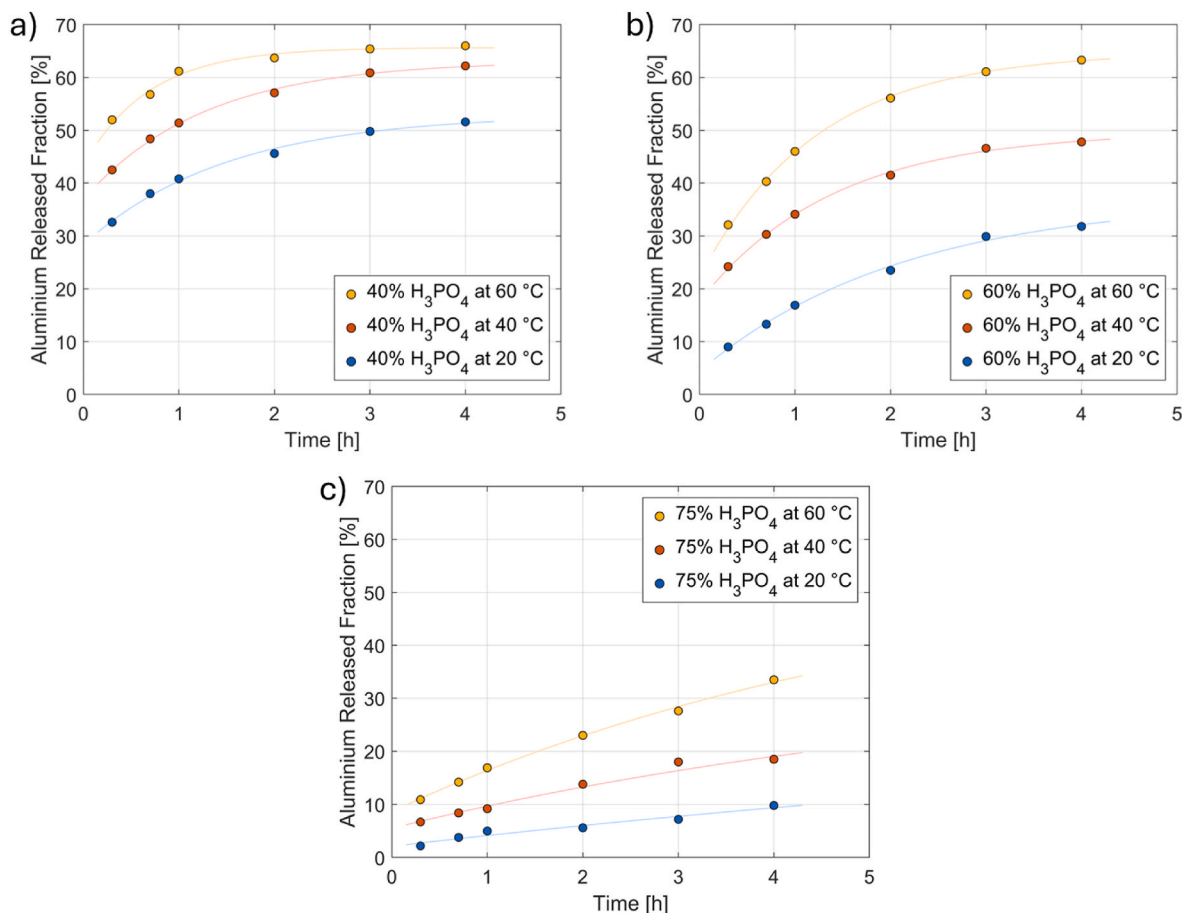 a)
Aluminium Released Fraction [%]
70
60
50
40
30
20
10
0
40% H₃PO₄ at 60 °C
40% H₃PO₄ at 40 °C
40% H₃PO₄ at 20 °C
0 1 2 3 4 5
Time [h]
b)
Aluminium Released Fraction [%]
70
60
50
40
30
20
10
0
60% H₃PO₄ at 60 °C
60% H₃PO₄ at 40 °C
60% H₃PO₄ at 20 °C
0 1 2 3 4 5
Time [h]
c)
Aluminium Released Fraction [%]
70
60
50
40
30
20
10
0
75% H₃PO₄ at 60 °C
75% H₃PO₄ at 40 °C
75% H₃PO₄ at 20 °C
0 1 2 3 4 5
Time [h]